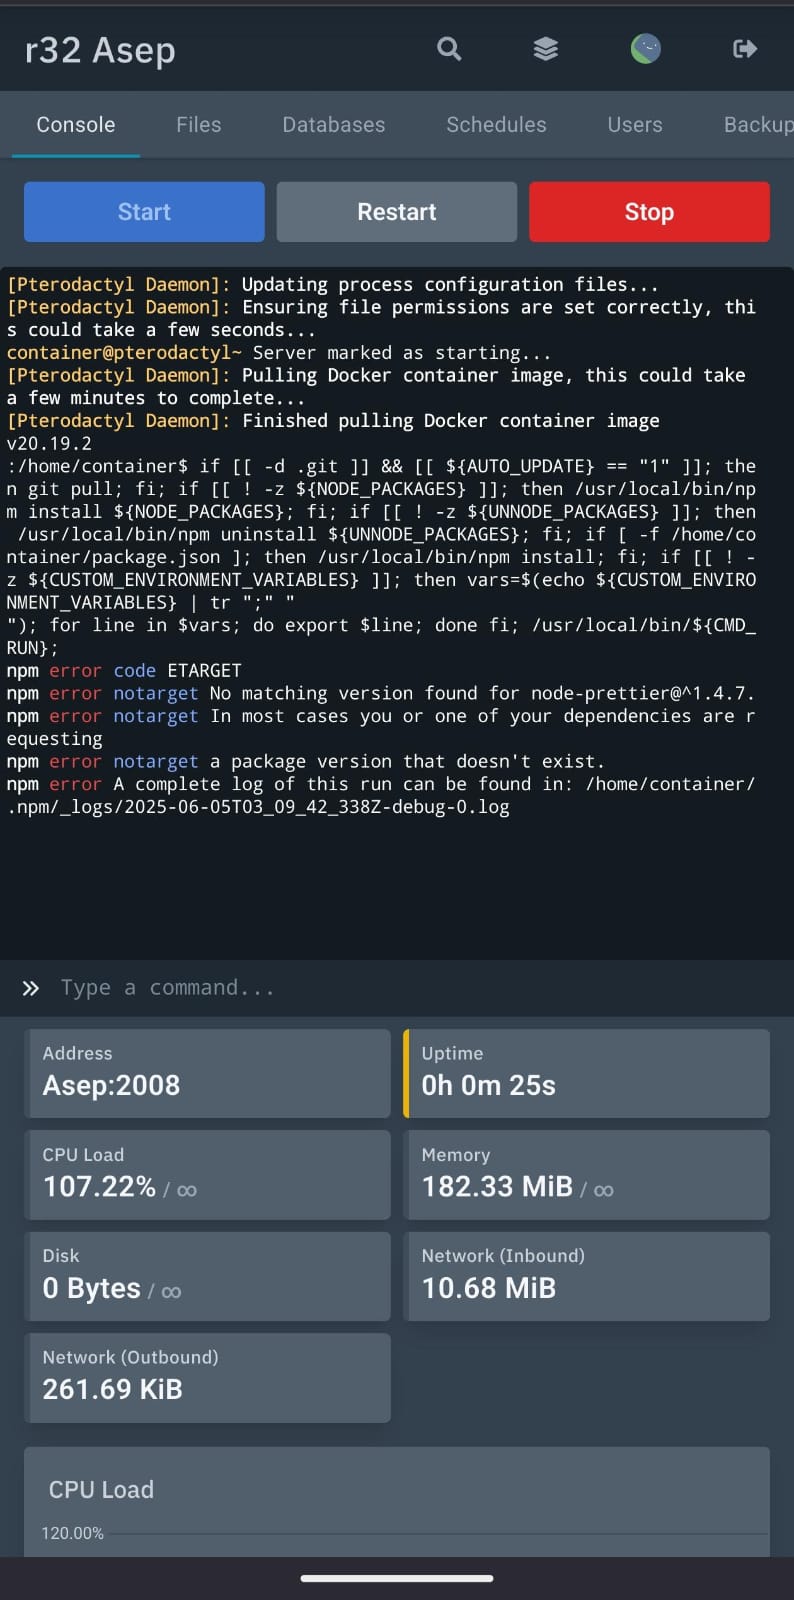 r32 Asep
Console Files Databases Schedules Users Backup
Start Restart Stop
[Pterodactyl Daemon]: Updating process configuration files...
[Pterodactyl Daemon]: Ensuring file permissions are set correctly, thi
s could take a few seconds...
container@pterodactyl~ Server marked as starting...
[Pterodactyl Daemon]: Pulling Docker container image, this could take
a few minutes to complete...
[Pterodactyl Daemon]: Finished pulling Docker container image
v20.19.2
:/home/container$ if [[ -d .git ]] && [[ ${AUTO_UPDATE} == "1" ]]; the
n git pull; fi; if [[ ! -z ${NODE_PACKAGES} ]]; then /usr/local/bin/np
m install ${NODE_PACKAGES}; fi; if [[ ! -z ${UNNODE_PACKAGES} ]]; then
/usr/local/bin/npm uninstall ${UNNODE_PACKAGES}; fi; if [ -f /home/co
ntainer/package.json ]; then /usr/local/bin/npm install; fi; if [[ ! -
z ${CUSTOM_ENVIRONMENT_VARIABLES} ]]; then vars=$(echo ${CUSTOM_ENVIRO
NMENT_VARIABLES} | tr ";" "
"); for line in $vars; do export $line; done fi; /usr/local/bin/${CMD_
RUN};
npm error code ETARGET
npm error notarget No matching version found for node-prettier@^1.4.7.
npm error notarget In most cases you or one of your dependencies are r
equesting
npm error notarget a package version that doesn't exist.
npm error A complete log of this run can be found in: /home/container/
.npm/_logs/2025-06-05T03_09_42_338Z-debug-0.log
» Type a command...
Address
Asep:2008
Uptime
0h 0m 25s
CPU Load
107.22% / ∞
Memory
182.33 MiB / ∞
Disk
0 Bytes / ∞
Network (Inbound)
10.68 MiB
Network (Outbound)
261.69 KiB
CPU Load
120.00%